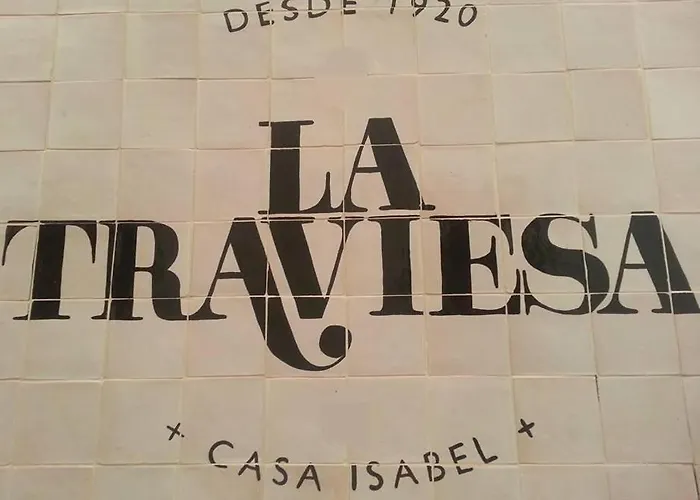 DESDE 1920
LA
TRAVIESA
x CASA ISABEL x